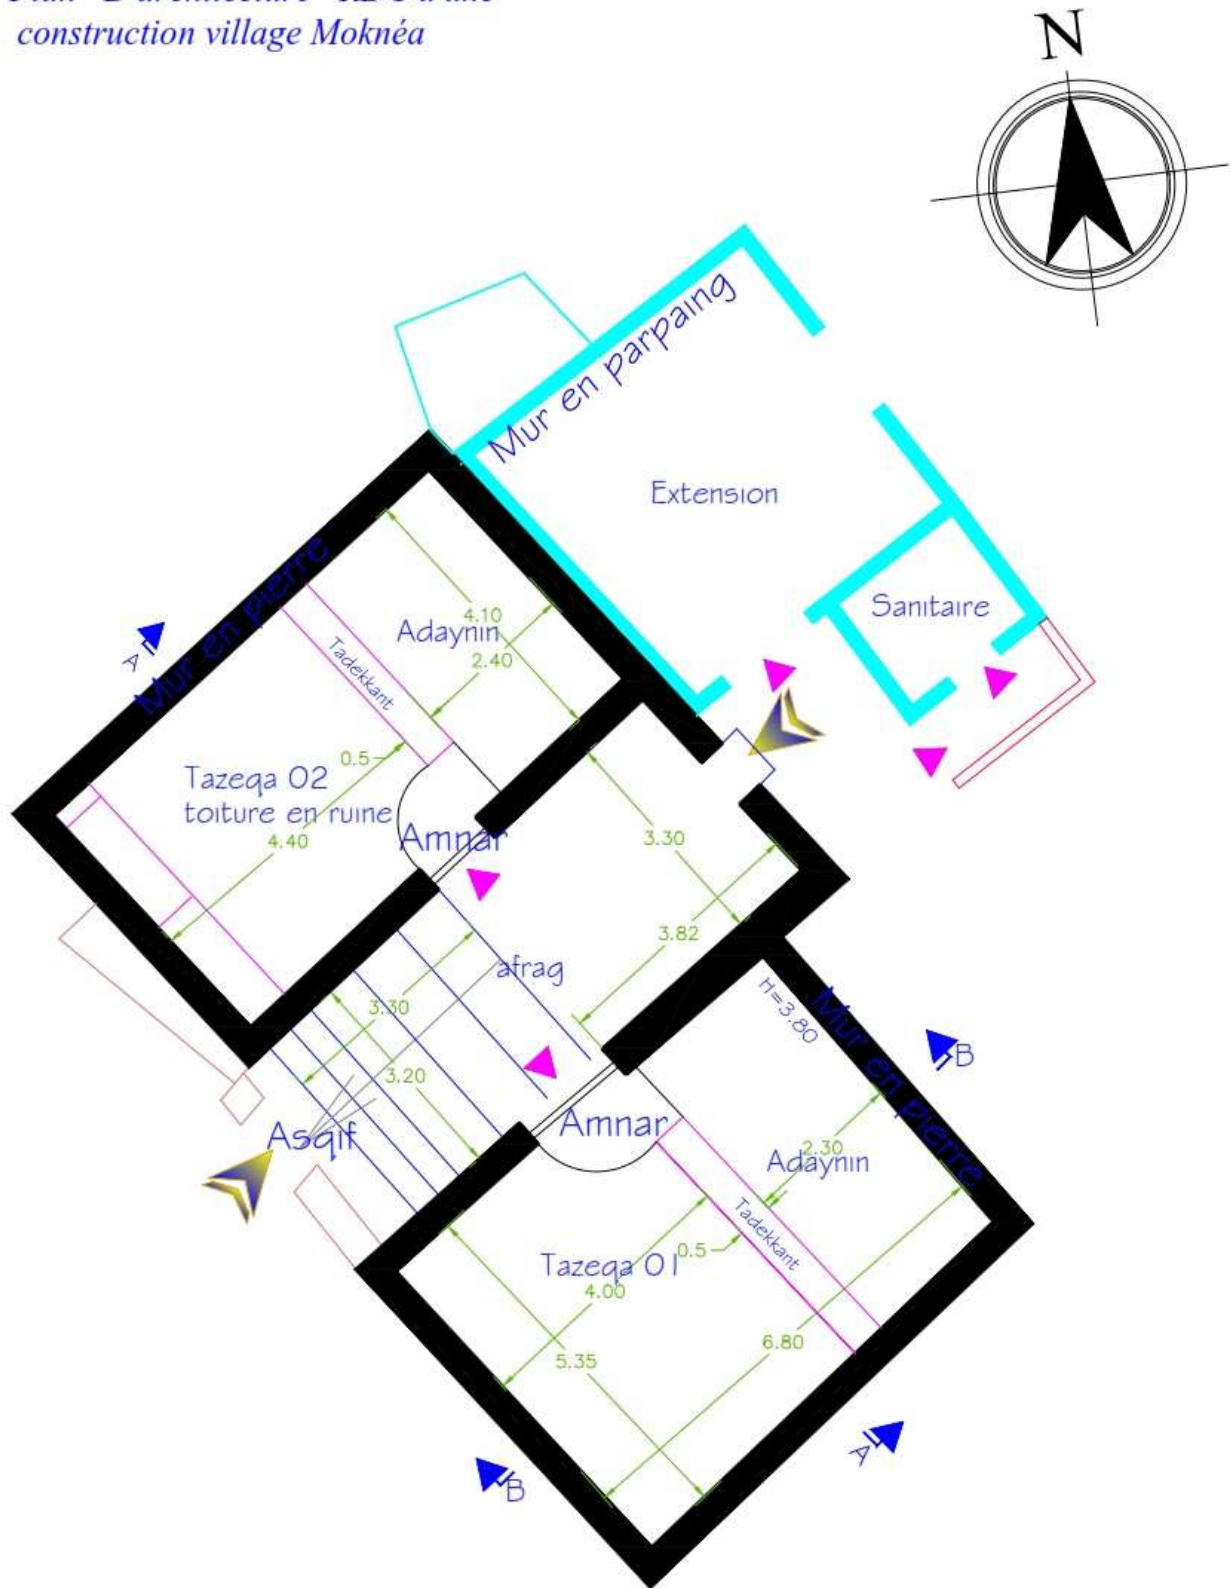 construction village Moknéa
N
Mur en parpaing
Extension
Sanitaire
Mur en pierre
A
4.10
Adaynin
2.40
Tadekkant
0.5
Tazeqa 02
toiture en ruine
4.40
Amnar
3.30
3.82
afrag
3.30
3.20
H=3.80
Mur en pierre
B
Asqif
Amnar
2.30
Adaynin
Tadekkant
0.5
Tazeqa 01
4.00
6.80
5.35
A
B